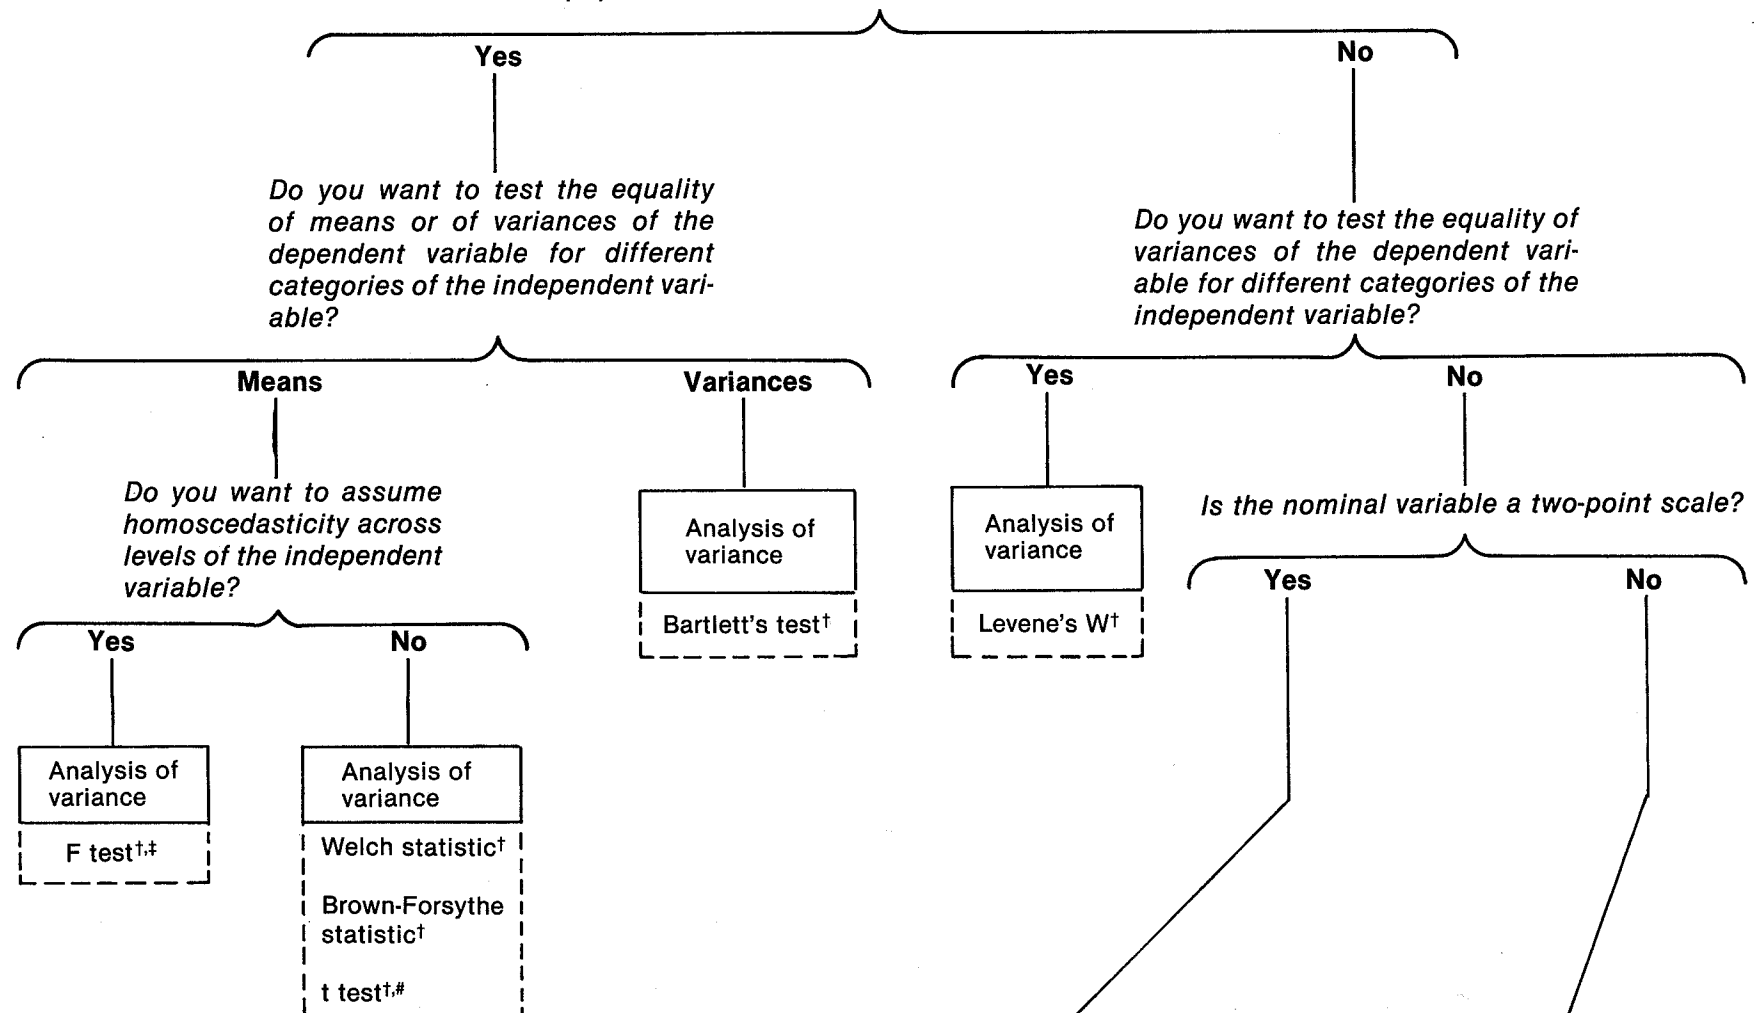 Yes
No
Do you want to test the equality
of means or of variances of the
dependent variable for different
categories of the independent vari-
able?
Do you want to test the equality of
variances of the dependent vari-
able for different categories of the
independent variable?
Means
Variances
Yes
No
Do you want to assume
homoscedasticity across
levels of the independent
variable?
Analysis of
variance
Bartlett's test†
Analysis of
variance
Levene's W†
Is the nominal variable a two-point scale?
Yes
No
Yes
No
Analysis of
variance
F test†,‡
Analysis of
variance
Welch statistic†
Brown-Forsythe
statistic†
t test†,#